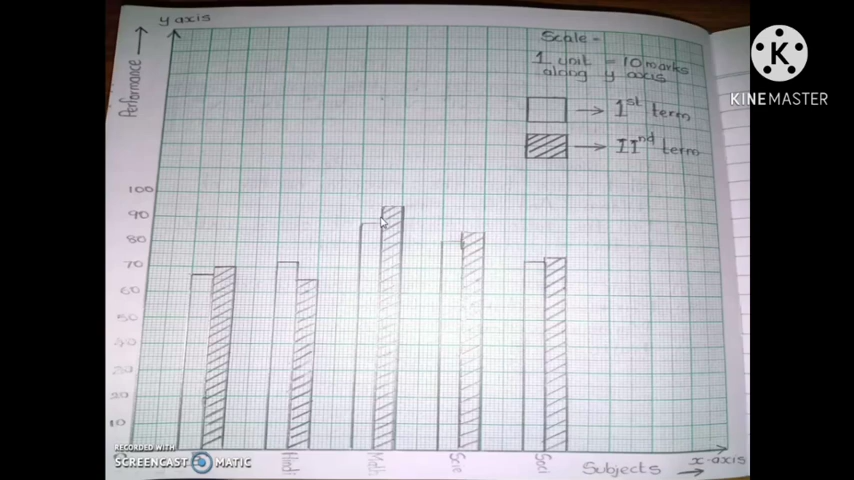 y axis
Performance
Scale -
1 unit = 10 marks
along y axis
1st term
IInd term
K
KINEMASTER
100
90
80
70
60
50
40
30
20
10
Hindi
Math
Scie
Soci
Subjects
x-axis
RECORDED WITH
SCREENCAST MATIC